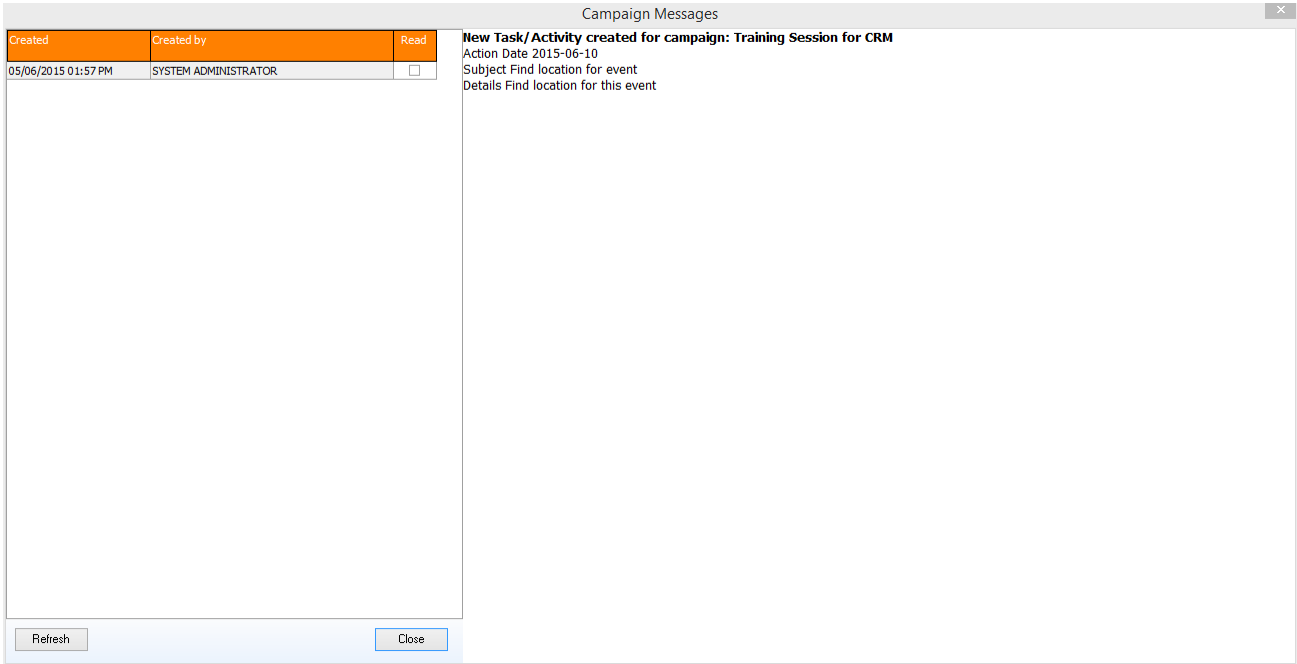 Campaign Messages
Created Created by Read
05/06/2015 01:57 PM SYSTEM ADMINISTRATOR
New Task/Activity created for campaign: Training Session for CRM
Action Date 2015-06-10
Subject Find location for event
Details Find location for this event
Refresh Close